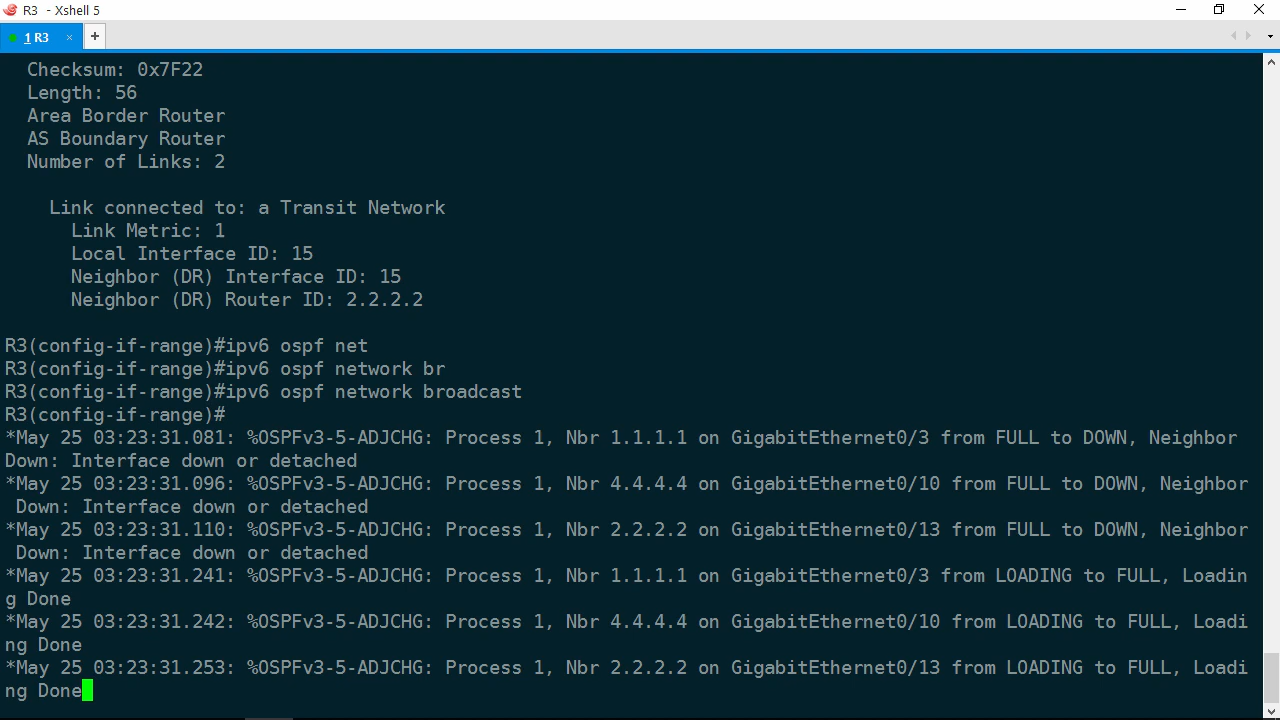 R3 - Xshell 5
1 R3 × +
Checksum: 0x7F22
Length: 56
Area Border Router
AS Boundary Router
Number of Links: 2
Link connected to: a Transit Network
Link Metric: 1
Local Interface ID: 15
Neighbor (DR) Interface ID: 15
Neighbor (DR) Router ID: 2.2.2.2
R3(config-if-range)#ipv6 ospf net
R3(config-if-range)#ipv6 ospf network br
R3(config-if-range)#ipv6 ospf network broadcast
R3(config-if-range)#
*May 25 03:23:31.081: %OSPFv3-5-ADJCHG: Process 1, Nbr 1.1.1.1 on GigabitEthernet0/3 from FULL to DOWN, Neighbor
Down: Interface down or detached
*May 25 03:23:31.096: %OSPFv3-5-ADJCHG: Process 1, Nbr 4.4.4.4 on GigabitEthernet0/10 from FULL to DOWN, Neighbor
Down: Interface down or detached
*May 25 03:23:31.110: %OSPFv3-5-ADJCHG: Process 1, Nbr 2.2.2.2 on GigabitEthernet0/13 from FULL to DOWN, Neighbor
Down: Interface down or detached
*May 25 03:23:31.241: %OSPFv3-5-ADJCHG: Process 1, Nbr 1.1.1.1 on GigabitEthernet0/3 from LOADING to FULL, Loadin
g Done
*May 25 03:23:31.242: %OSPFv3-5-ADJCHG: Process 1, Nbr 4.4.4.4 on GigabitEthernet0/10 from LOADING to FULL, Loadi
ng Done
*May 25 03:23:31.253: %OSPFv3-5-ADJCHG: Process 1, Nbr 2.2.2.2 on GigabitEthernet0/13 from LOADING to FULL, Loadi
ng Done